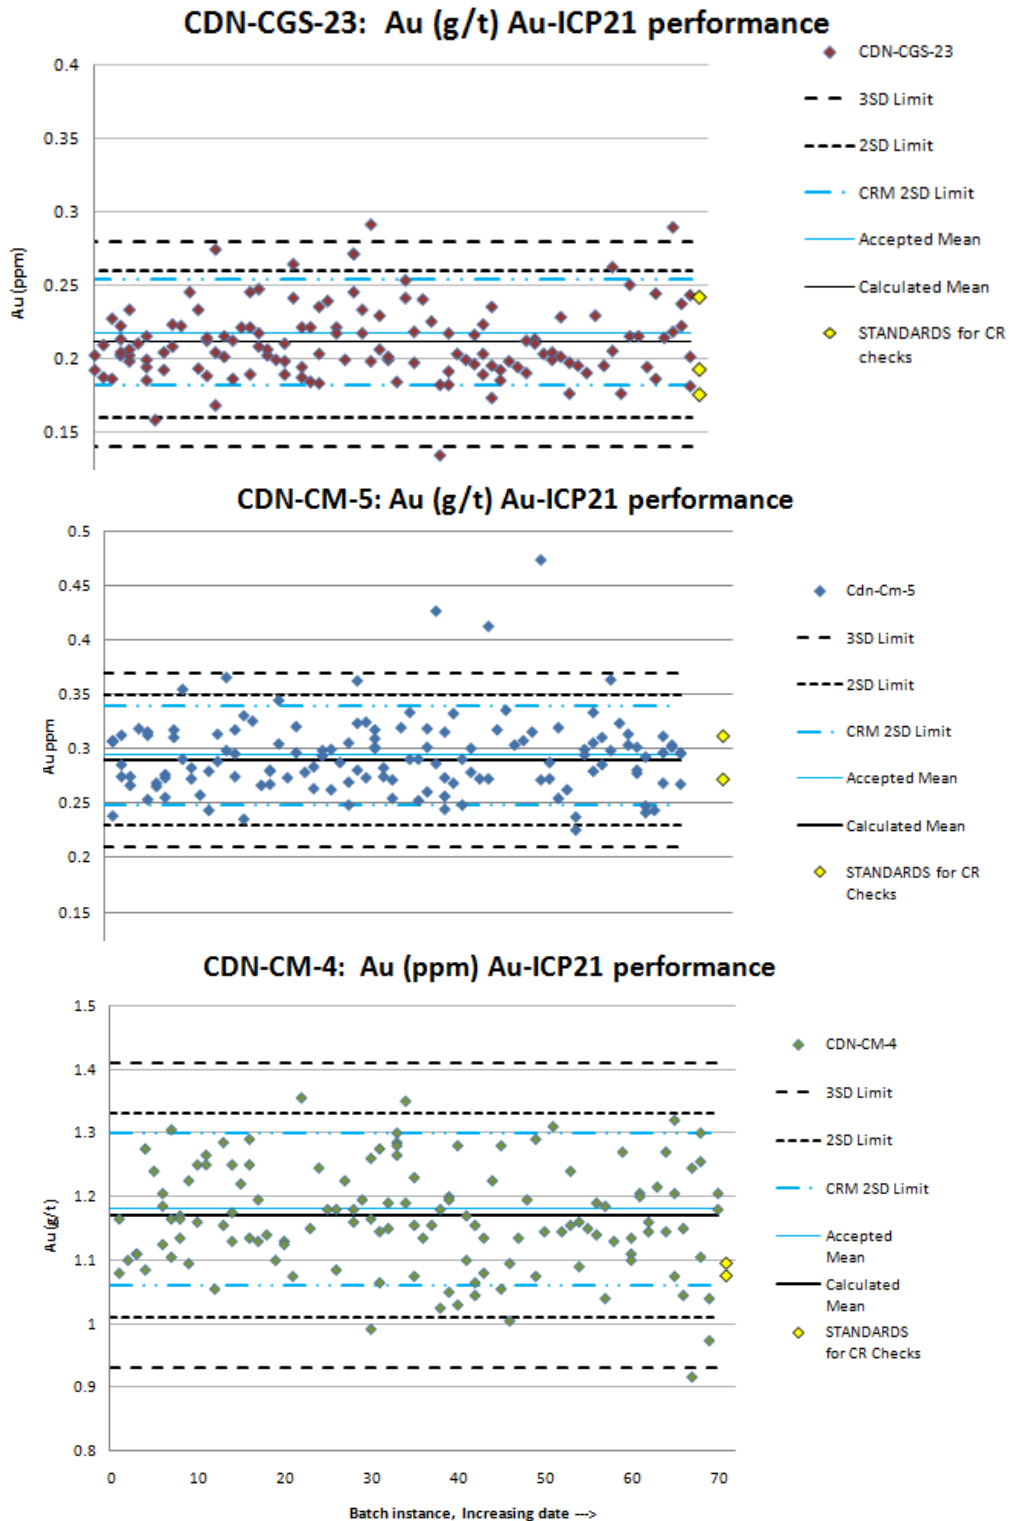 CDN-CGS-23:  Au (g/t) Au-ICP21 performance
0.4
0.35
0.3
0.25
0.2
0.15
Au (ppm)
CDN-CGS-23
3SD Limit
2SD Limit
CRM 2SD Limit
Accepted Mean
Calculated Mean
STANDARDS for CR
checks
CDN-CM-5: Au (g/t) Au-ICP21 performance
0.5
0.45
0.4
0.35
0.3
0.25
0.2
0.15
Au ppm
Cdn-Cm-5
3SD Limit
2SD Limit
CRM 2SD Limit
Accepted Mean
Calculated Mean
STANDARDS for CR
Checks
CDN-CM-4:  Au (ppm) Au-ICP21 performance
1.5
1.4
1.3
1.2
1.1
1
0.9
0.8
Au (g/t)
CDN-CM-4
3SD Limit
2SD Limit
CRM 2SD Limit
Accepted
Mean
Calculated
Mean
STANDARDS
for CR Checks
0 10 20 30 40 50 60 70
Batch instance, Increasing date --->